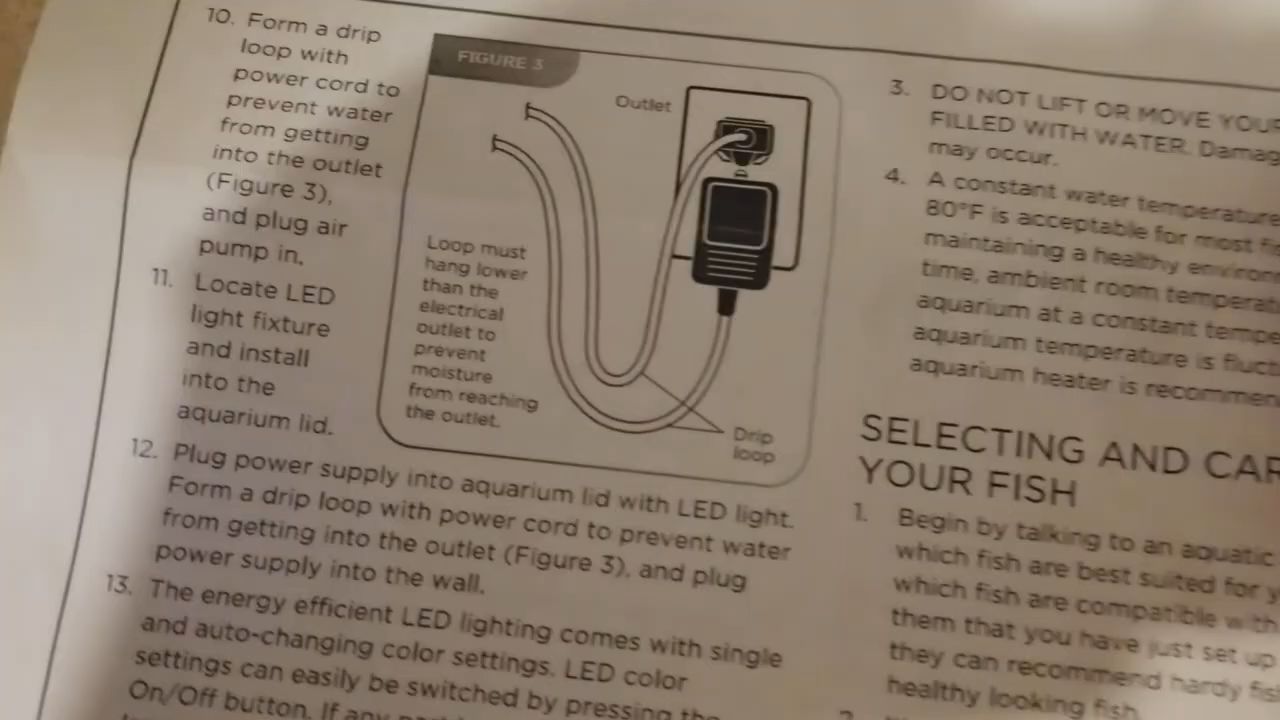 10. Form a drip
loop with
power cord to
prevent water
from getting
into the outlet
(Figure 3),
and plug air
pump in.
11. Locate LED
light fixture
and install
into the
aquarium lid.
FIGURE 3
Outlet
Loop must
hang lower
than the
electrical
outlet to
prevent
moisture
from reaching
the outlet.
Drip
loop
12. Plug power supply into aquarium lid with LED light.
Form a drip loop with power cord to prevent water
from getting into the outlet (Figure 3), and plug
power supply into the wall.
13. The energy efficient LED lighting comes with single
and auto-changing color settings. LED color
settings can easily be switched by pressing the
On/Off button. If any
3. DO NOT LIFT OR MOVE YOUR
FILLED WITH WATER.
may occur.
4. A constant water temperature
80°F is acceptable for most
maintaining a healthy
time, ambient room
aquarium at a constant
aquarium temperature is
aquarium heater is
SELECTING AND
YOUR FISH
1. Begin by talking to an aquatic
which fish are best suited for
which fish are compatible with
them that you have just set up
they can recommend hardy
healthy looking fish.
2.